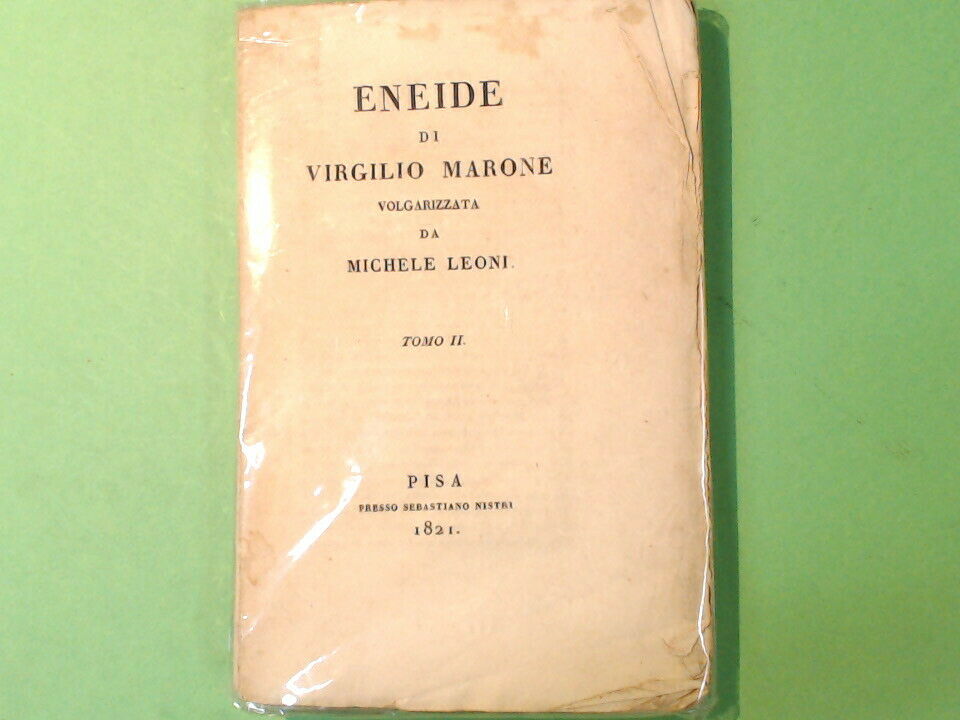 ENEIDE
DI
VIRGILIO MARONE
VOLGARIZZATA
DA
MICHELE LEONI.
TOMO II.
PISA
PRESSO SEBASTIANO NISTRI
1821.